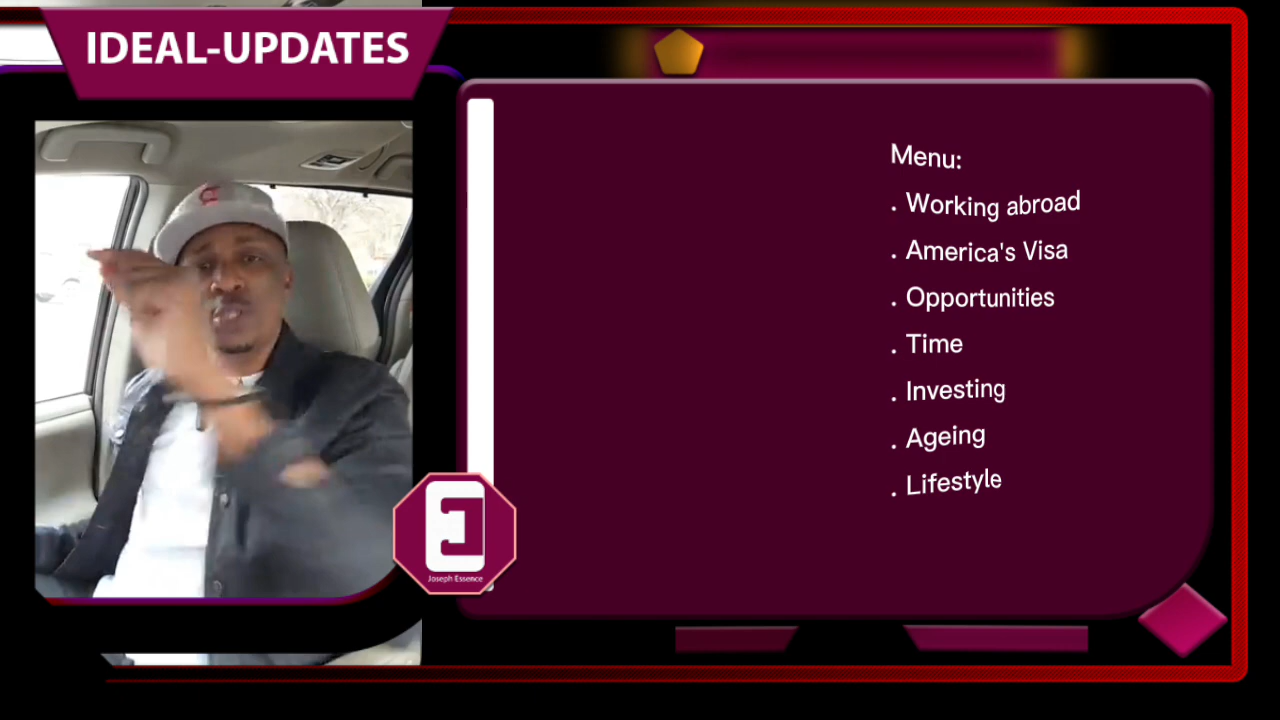 IDEAL-UPDATES
Menu:
. Working abroad
. America's Visa
. Opportunities
. Time
. Investing
. Ageing
. Lifestyle
Joseph Essence